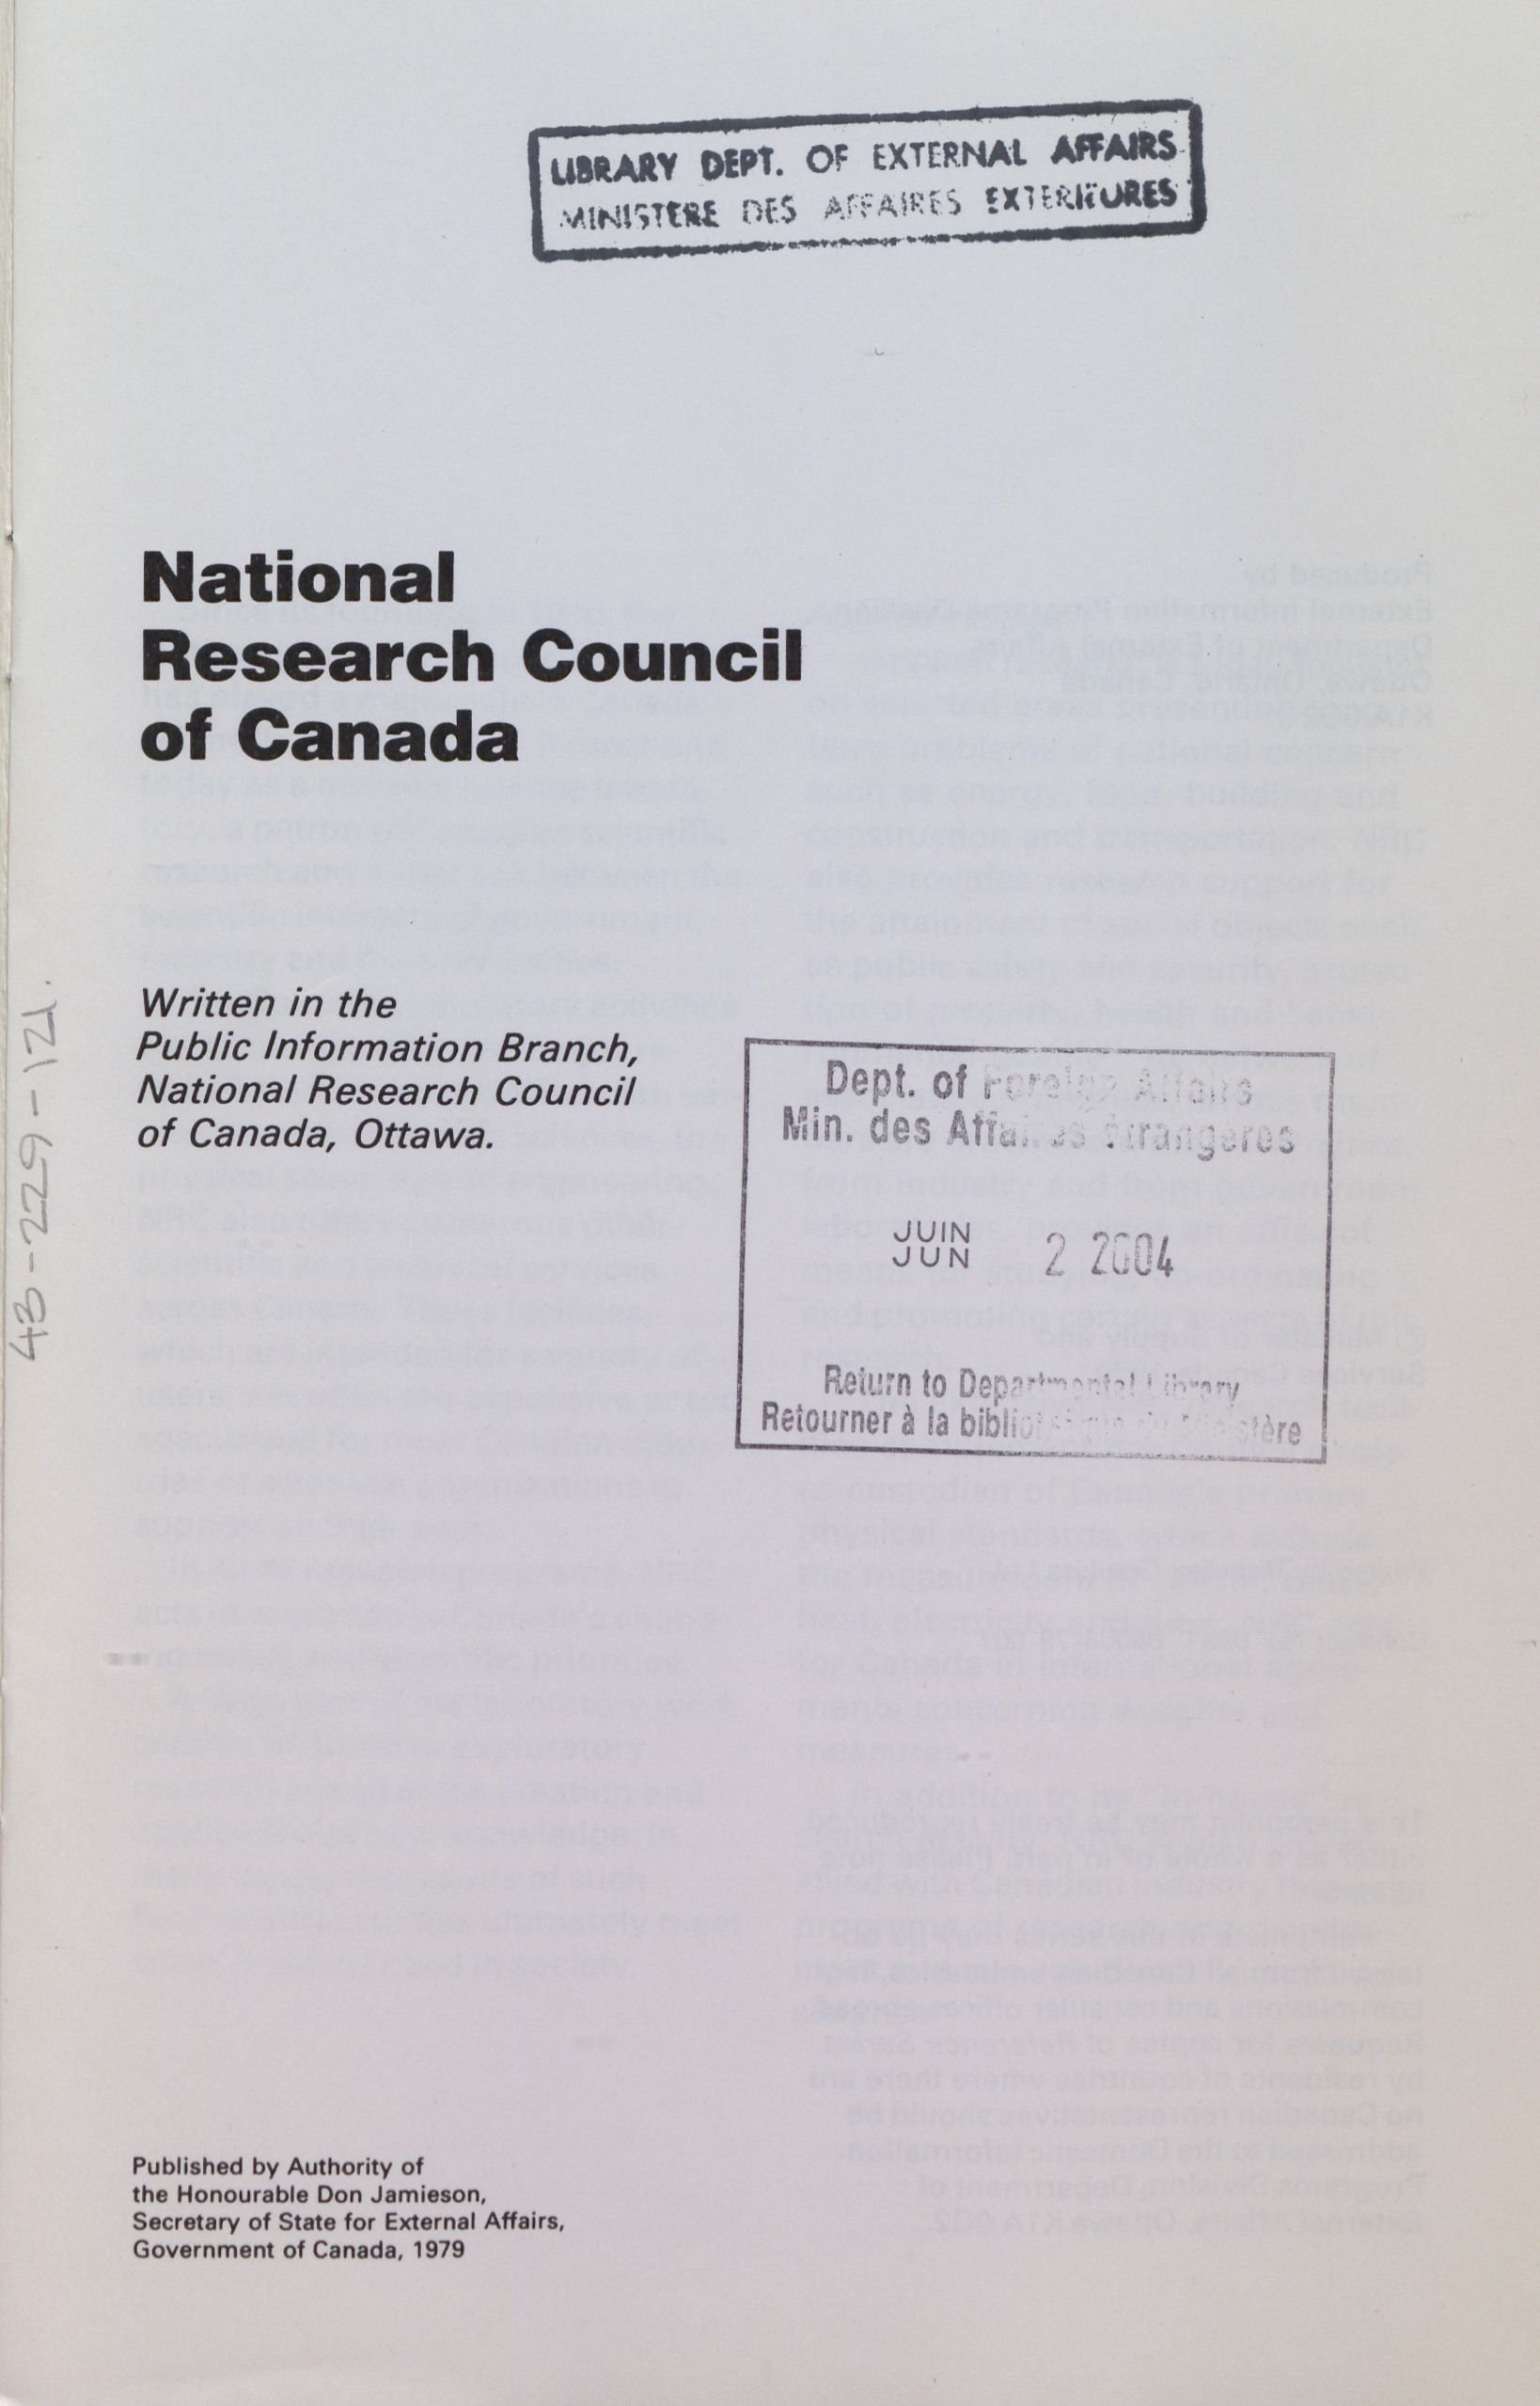 LIBRARY DEPT. OF EXTERNAL AFFAIRS
MINISTERE DES AFFAIRES EXTERIEURES
National
Research Council
of Canada
Written in the
Public Information Branch,
National Research Council
of Canada, Ottawa.
Dept. of Foreign Affairs
Min. des Affaires étrangères
JUIN
JUN 2 2004
Return to Departmental Library
Retourner à la bibliothèque du Ministère
43-229-121.
Published by Authority of
the Honourable Don Jamieson,
Secretary of State for External Affairs,
Government of Canada, 1979